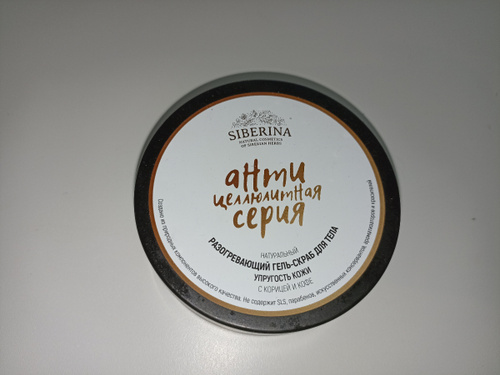 SIBERINA
NATURAL COSMETICS
OF SIBERIAN HERBS
анти
целлюлитная
серия
НАТУРАЛЬНЫЙ
РАЗОГРЕВАЮЩИЙ ГЕЛЬ-СКРАБ ДЛЯ ТЕЛА
УПРУГОСТЬ КОЖИ
С КОРИЦЕЙ И КОФЕ
Создано из природных компонентов высокого качества. Не содержит SLS, парабенов, искусственных консервантов, ароматизаторов и красителей